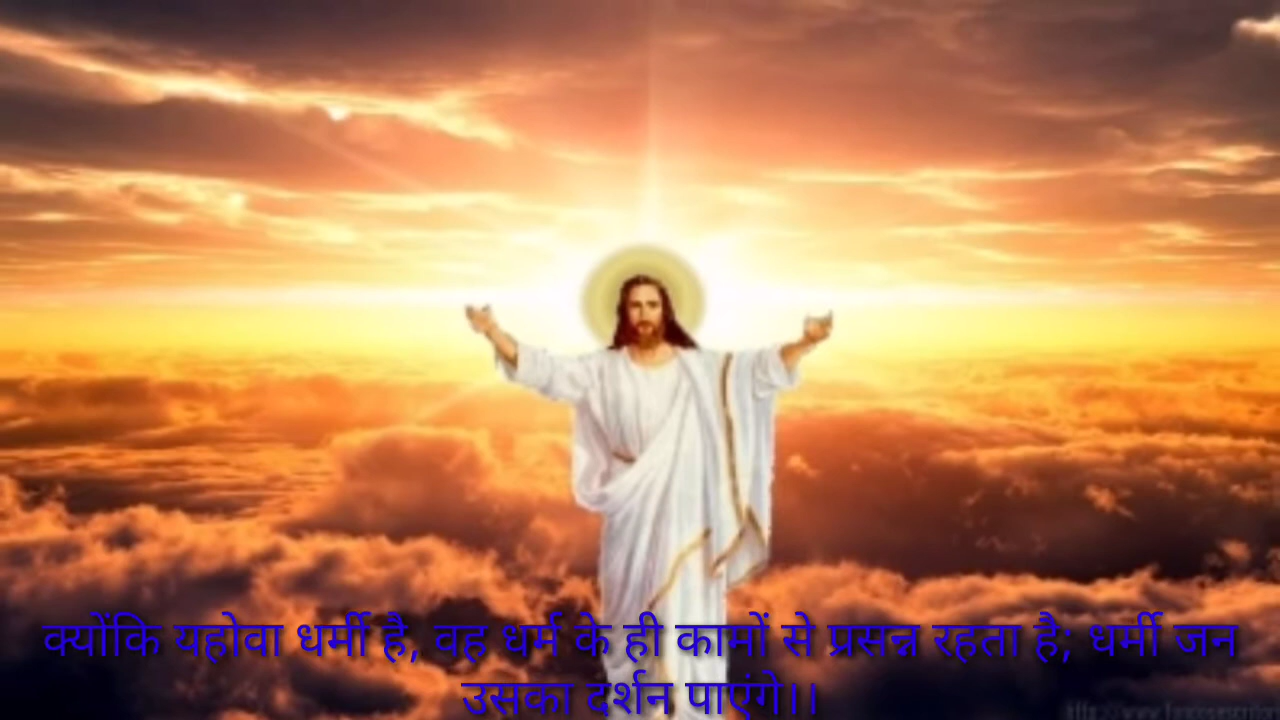 क्योंकि यहोवा धर्मी है, वह धर्म के ही कामों से प्रसन्न रहता है; धर्मी जन
उसका दर्शन पाएंगे।।